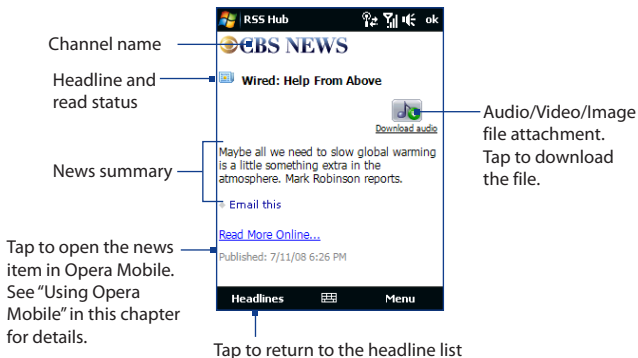 RSS Hub
ok
CBS NEWS
Channel name
Wired: Help From Above
Headline and
read status
Download audio
Audio/Video/Image
file attachment.
Tap to download
the file.
Maybe all we need to slow global warming
is a little something extra in the
atmosphere. Mark Robinson reports.
News summary
Email this
Read More Online...
Published: 7/11/08 6:26 PM
Tap to open the news
item in Opera Mobile.
See “Using Opera
Mobile” in this chapter
for details.
Headlines
Menu
Tap to return to the headline list